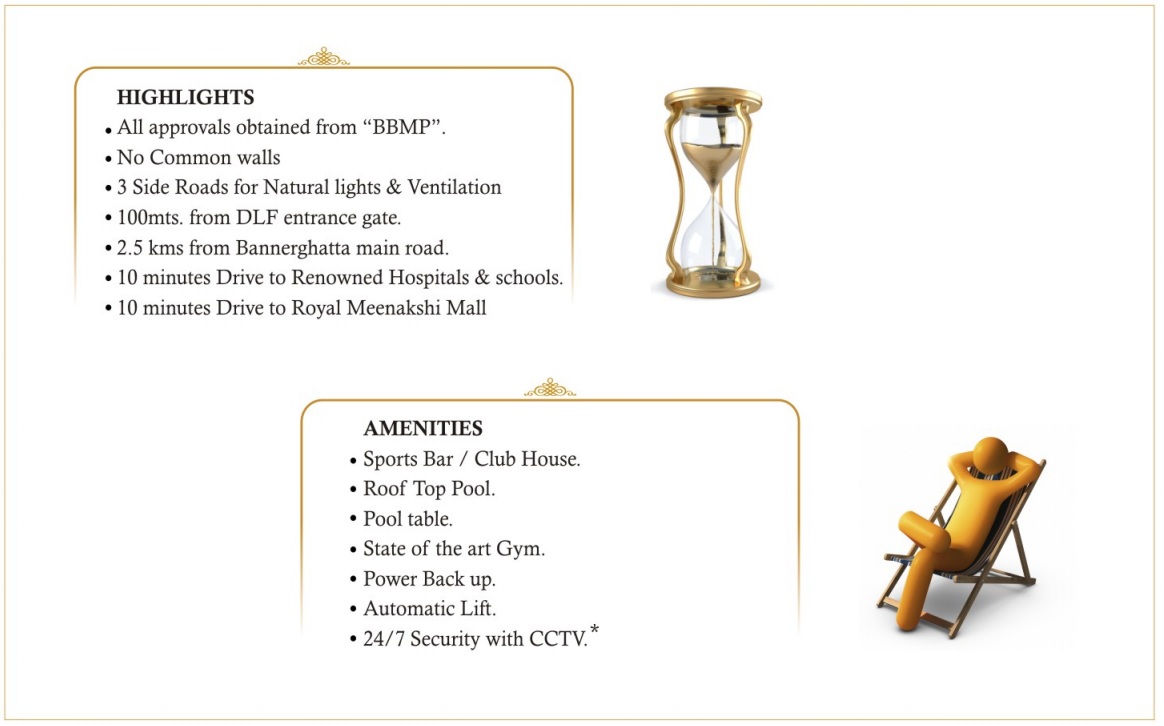 HIGHLIGHTS
• All approvals obtained from “BBMP”.
• No Common walls
• 3 Side Roads for Natural lights & Ventilation
• 100mts. from DLF entrance gate.
• 2.5 kms from Bannerghatta main road.
• 10 minutes Drive to Renowned Hospitals & schools.
• 10 minutes Drive to Royal Meenakshi Mall
AMENITIES
• Sports Bar / Club House.
• Roof Top Pool.
• Pool table.
• State of the art Gym.
• Power Back up.
• Automatic Lift.
• 24/7 Security with CCTV.*